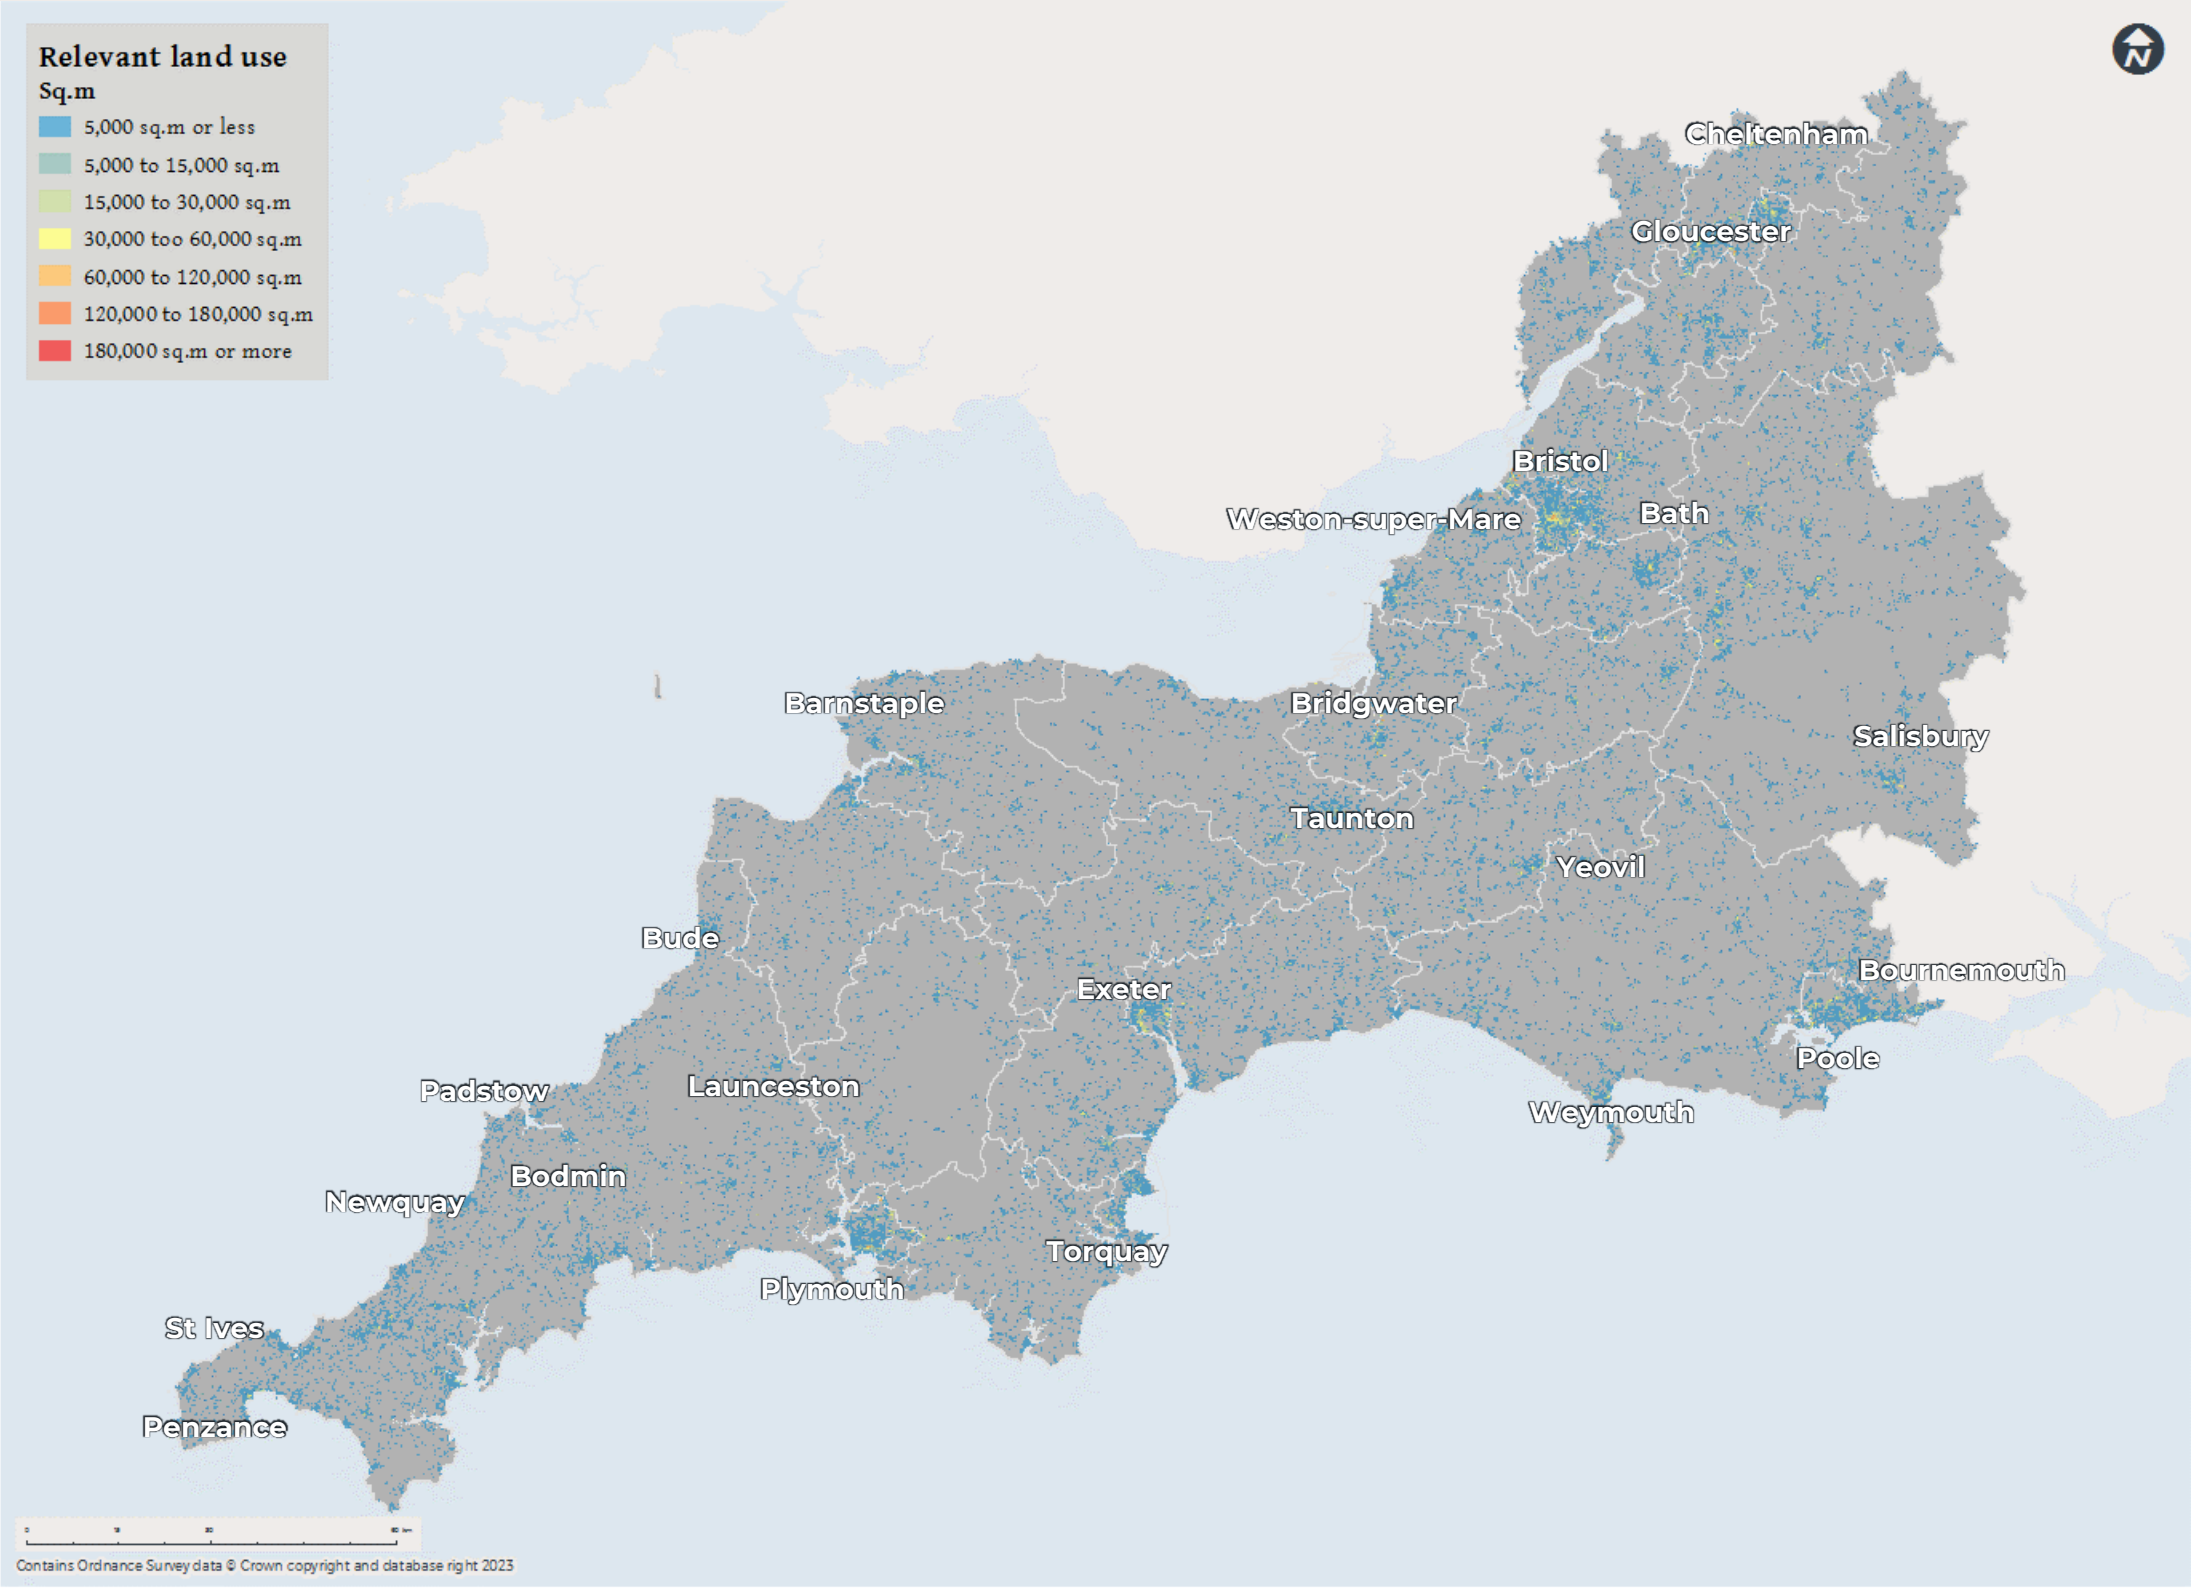 Relevant land use
Sq.m
5,000 sq.m or less
5,000 to 15,000 sq.m
15,000 to 30,000 sq.m
30,000 too 60,000 sq.m
60,000 to 120,000 sq.m
120,000 to 180,000 sq.m
180,000 sq.m or more
N
Cheltenham
Gloucester
Bristol
Weston-super-Mare
Bath
Barnstaple
Bridgwater
Salisbury
Taunton
Yeovil
Bude
Bournemouth
Exeter
Poole
Launceston
Padstow
Weymouth
Bodmin
Newquay
Torquay
Plymouth
St Ives
Penzance
Contains Ordnance Survey data © Crown copyright and database right 2023